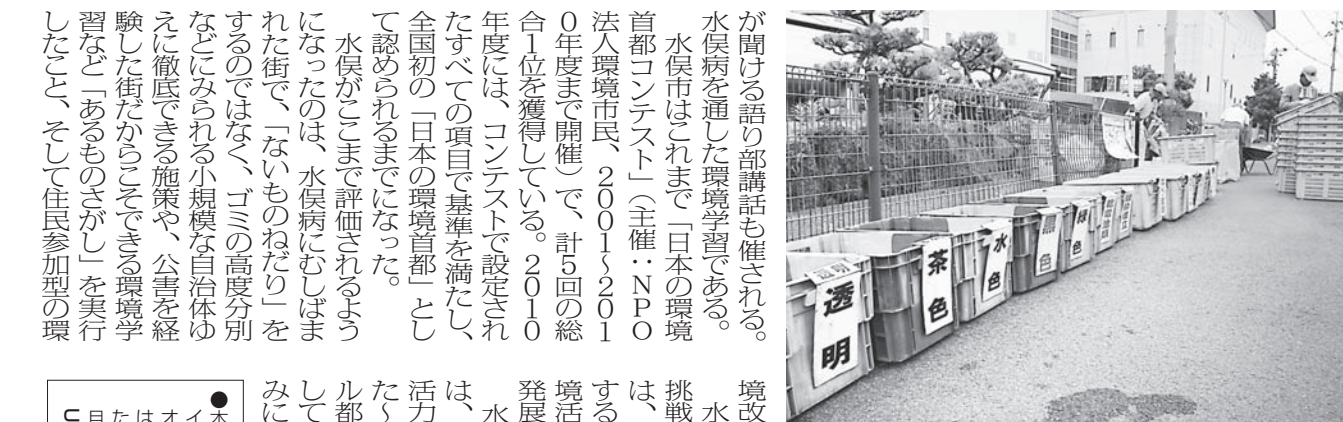 が聞ける語り部講話も催される。
水俣病を通した環境学習である。
　水俣市はこれまで「日本の環境
首都コンテスト」（主催：ＮＰＯ
法人環境市民、２００１〜２０１
０年度まで開催）で、計５回の総
合１位を獲得している。２０１０
年度には、コンテストで設定され
たすべての項目で基準を満たし、
全国初の「日本の環境首都」とし
て認められるまでになった。
　水俣がここまで評価されるよう
になったのは、水俣病にむしばま
れた街で、「ないものねだり」を
するのではなく、ゴミの高度分別
などにみられる小規模な自治体ゆ
えに徹底できる施策や、公害を経
験した街だからこそできる環境学
習など「あるものさがし」を実行
したこと、そして住民参加型の環
境改
　水
挑戦
は、
する
境活
発展
　水
は、
活力
た〜
ル都
して
みに
●
木
イ
オ
は
た
目
透明
茶色
水色
色
緑色